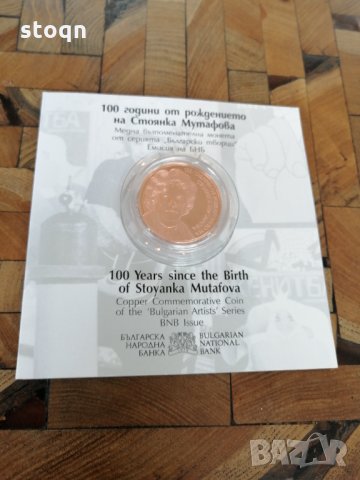 stoqn
100 години от рождението
на Стоянка Мутафова
Медна възпоменателна монета
от серията „Български творци“
Емисия на БНБ
100 Years since the Birth
of Stoyanka Mutafova
Copper Commemorative Coin
of the 'Bulgarian Artists' Series
BNB Issue
БЪЛГАРСКА
НАРОДНА
БАНКА
BULGARIAN
NATIONAL
BANK
BAZAR